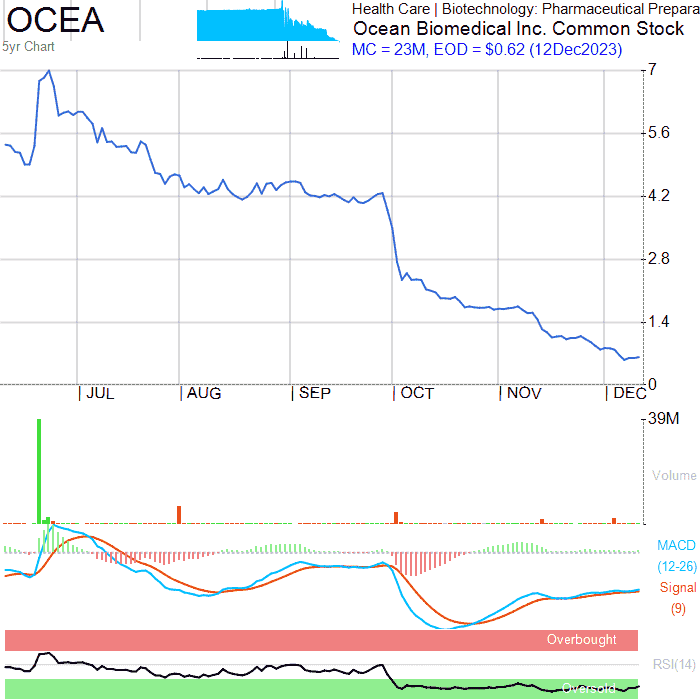 OCEA
5yr Chart
Health Care | Biotechnology: Pharmaceutical Prepara
Ocean Biomedical Inc. Common Stock
MC = 23M, EOD = $0.62 (12Dec2023)
7
5.6
4.2
2.8
1.4
0
| JUL | AUG | SEP | OCT | NOV | DEC
39M
Volume
MACD
(12-26)
Signal
(9)
Overbought
RSI(14)
Oversold